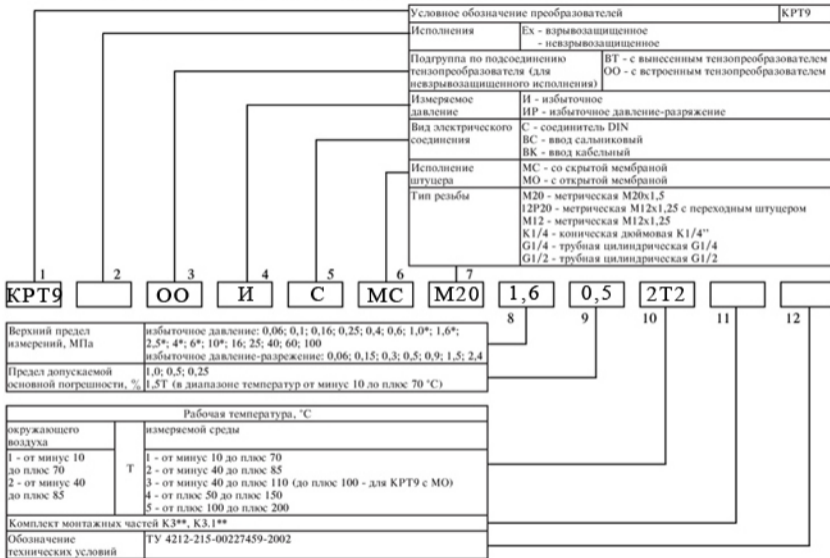 Условное обозначение преобразователей КРТ9
Исполнения Ex - взрывозащищенное
- невзрывозащищенное
Подгруппа по подсоединению ВТ - с вынесенным тензопреобразователем
тензопреобразователя (для ОО - с встроенным тензопреобразователем
невзрывозащищенного исполнения)
Измеряемое И - избыточное
давление ИР - избыточное давление-разряжение
Вид электрического С - соединитель DIN
соединения ВС - ввод сальниковый
ВК - ввод кабельный
Исполнение МС - со скрытой мембраной
штуцера МО - с открытой мембраной
Тип резьбы М20 - метрическая М20х1,5
12Р20 - метрическая М12х1,25 с переходным штуцером
М12 - метрическая М12х1,25
К1/4 - коническая дюймовая К1/4"
G1/4 - трубная цилиндрическая G1/4
G1/2 - трубная цилиндрическая G1/2
1 2 3 4 5 6 7
КРТ9 ОО И С МС М20 1,6 0,5 2Т2
8 9 10 11 12
Верхний предел избыточное давление: 0,06; 0,1; 0,16; 0,25; 0,4; 0,6; 1,0*; 1,6*;
измерений, МПа 2,5*; 4*; 6*; 10*; 16; 25; 40; 60; 100
избыточное давление-разрежение: 0,06; 0,15; 0,3; 0,5; 0,9; 1,5; 2,4
Предел допускаемой 1,0; 0,5; 0,25
основной погрешности, % 1,5Т (в диапазоне температур от минус 10 до плюс 70 °С)
Рабочая температура, °С
окружающего измеряемой среды
воздуха
1 - от минус 10 Т 1 - от минус 10 до плюс 70
до плюс 70 2 - от минус 40 до плюс 85
2 - от минус 40 3 - от минус 40 до плюс 110 (до плюс 100 - для КРТ9 с МО)
до плюс 85 4 - от плюс 50 до плюс 150
5 - от плюс 100 до плюс 200
Комплект монтажных частей К3**, К3.1**
Обозначение ТУ 4212-215-00227459-2002
технических условий